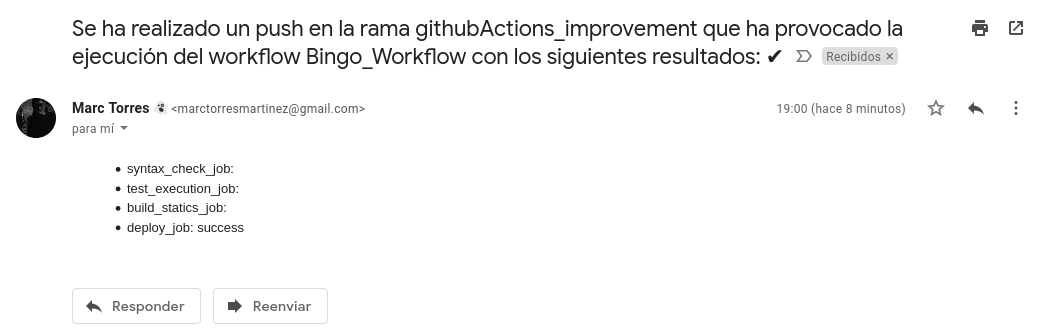 Se ha realizado un push en la rama githubActions_improvement que ha provocado la
ejecución del workflow Bingo_Workflow con los siguientes resultados: ✔ Recibidos ×
Marc Torres <marctorresmartinez@gmail.com> 19:00 (hace 8 minutos)
para mí
• syntax_check_job:
• test_execution_job:
• build_statics_job:
• deploy_job: success
Responder Reenviar